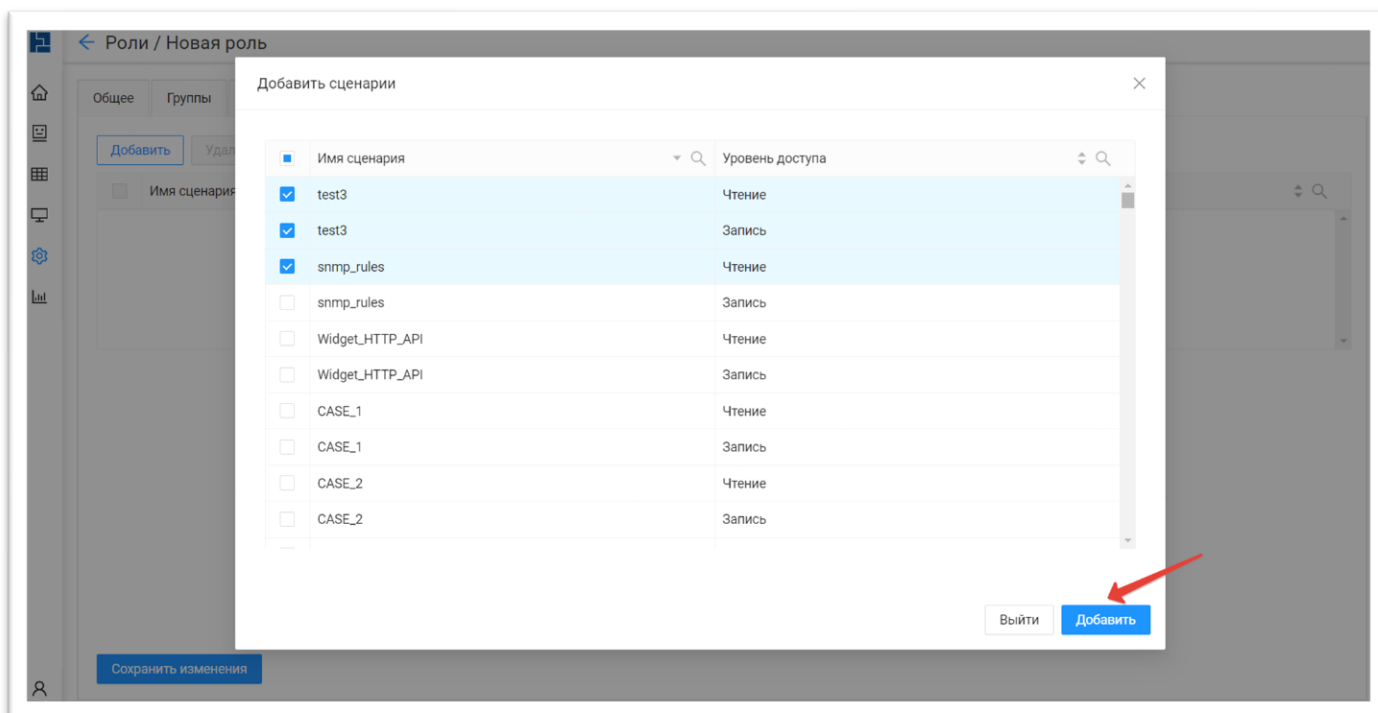 Роли / Новая роль
Добавить сценарии
Общее Группы
Добавить Удал
Имя сценария
Имя сценария Уровень доступа
test3 Чтение
test3 Запись
snmp_rules Чтение
snmp_rules Запись
Widget_HTTP_API Чтение
Widget_HTTP_API Запись
CASE_1 Чтение
CASE_1 Запись
CASE_2 Чтение
CASE_2 Запись
Выйти Добавить
Сохранить изменения